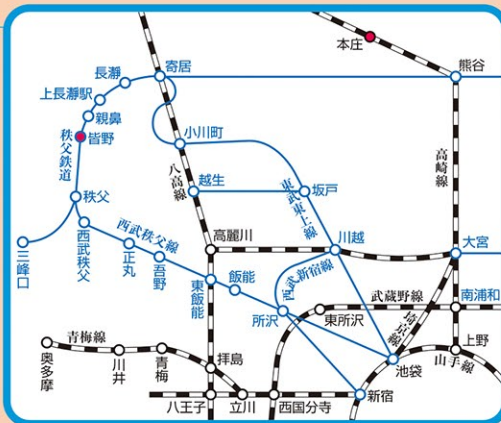 本庄
寄居
熊谷
長瀞
上長瀞駅
親鼻
皆野
秩父鉄道
小川町
八高線
越生
坂戸
東武東上線
高崎線
秩父
西武秩父
西武秩父線
正丸
吾野
三峰口
高麗川
川越
大宮
東飯能
飯能
西武新宿線
武蔵野線
南浦和
所沢
東所沢
埼京線
青梅線
奥多摩
川井
青梅
拝島
池袋
山手線
上野
八王子
立川
西国分寺
新宿